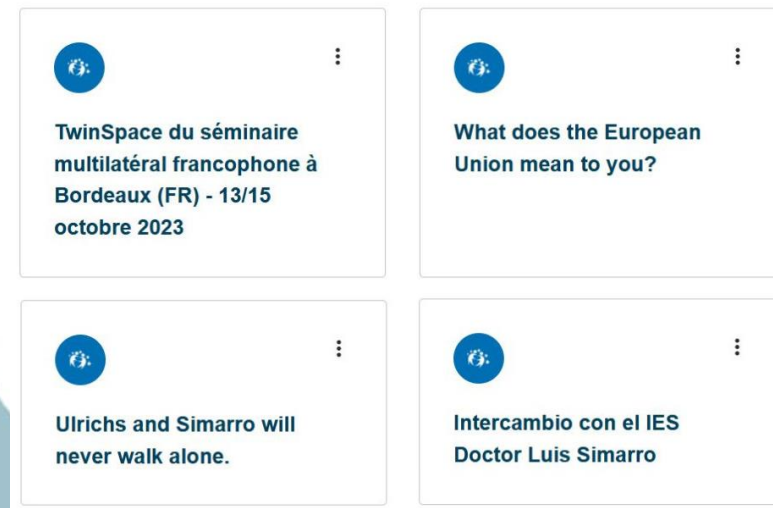 TwinSpace du séminaire
multilatéral francophone à
Bordeaux (FR) - 13/15
octobre 2023
What does the European
Union mean to you?
Ulrichs and Simarro will
never walk alone.
Intercambio con el IES
Doctor Luis Simarro